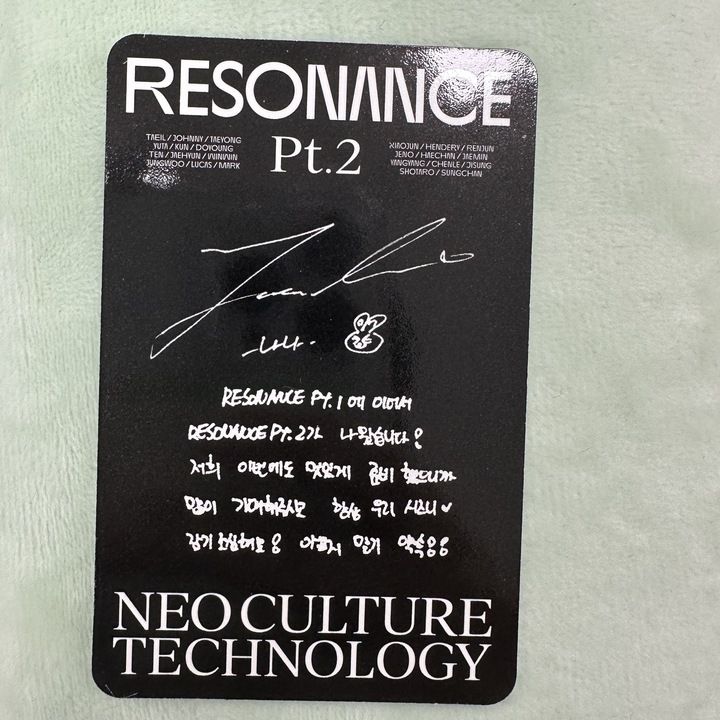 RESONANCE
Pt.2
TAEIL / JOHNNY / TAEYONG
YUTA / KUN / DOYOUNG
TEN / JAEHYUN / WINWIN
JUNGWOO / LUCAS / MARK
XIAOJUN / HENDERY / RENJUN
JENO / HAECHAN / JAEMIN
YANGYANG / CHENLE / JISUNG
SHOTARO / SUNGCHAN
-나나-
RESONANCE Pt.1에 이어서
RESONANCE Pt.2가 나왔습니다!
저희 이번에도 멋있게 준비 했으니까
많이 기대해주시고 항상 우리 시즈니♥
감기 조심해요! 아프지 말기 약속!!
NEO CULTURE
TECHNOLOGY